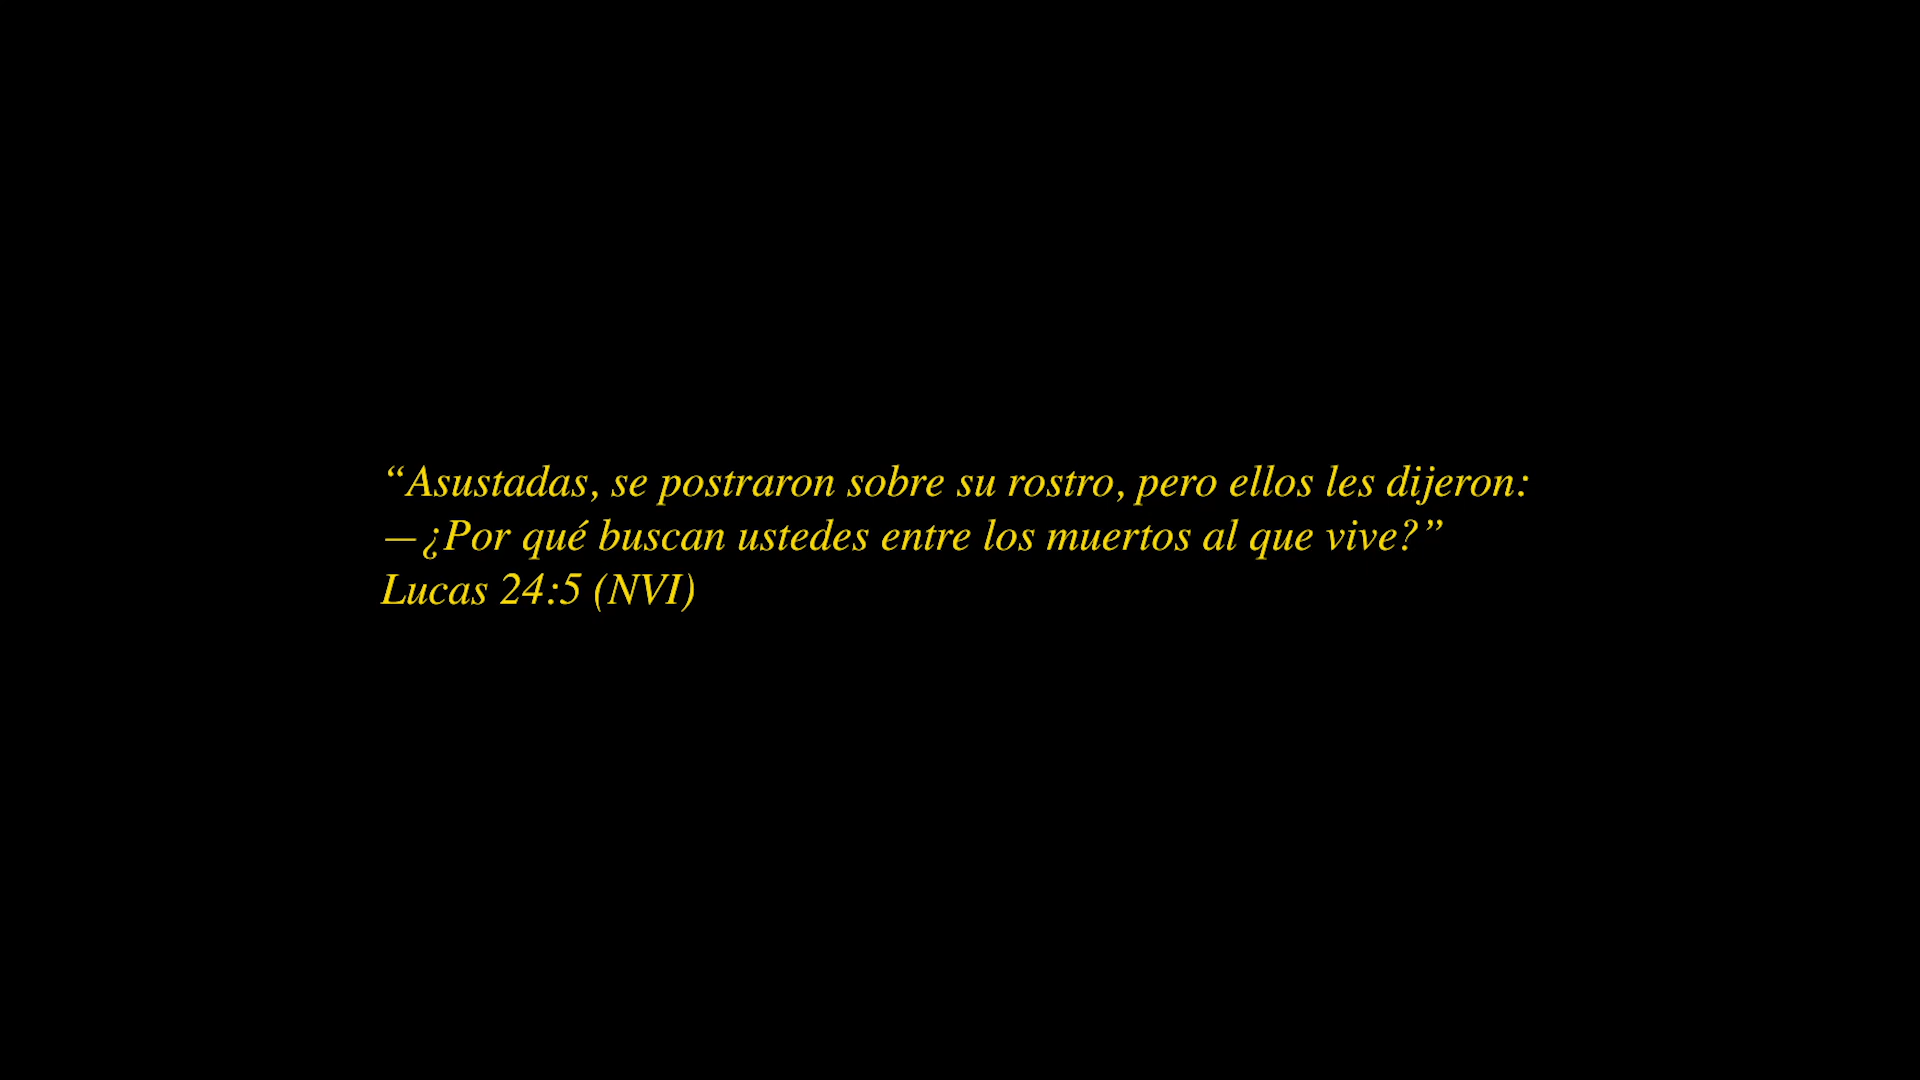 “Asustadas, se postraron sobre su rostro, pero ellos les dijeron:
—¿Por qué buscan ustedes entre los muertos al que vive?”
Lucas 24:5 (NVI)